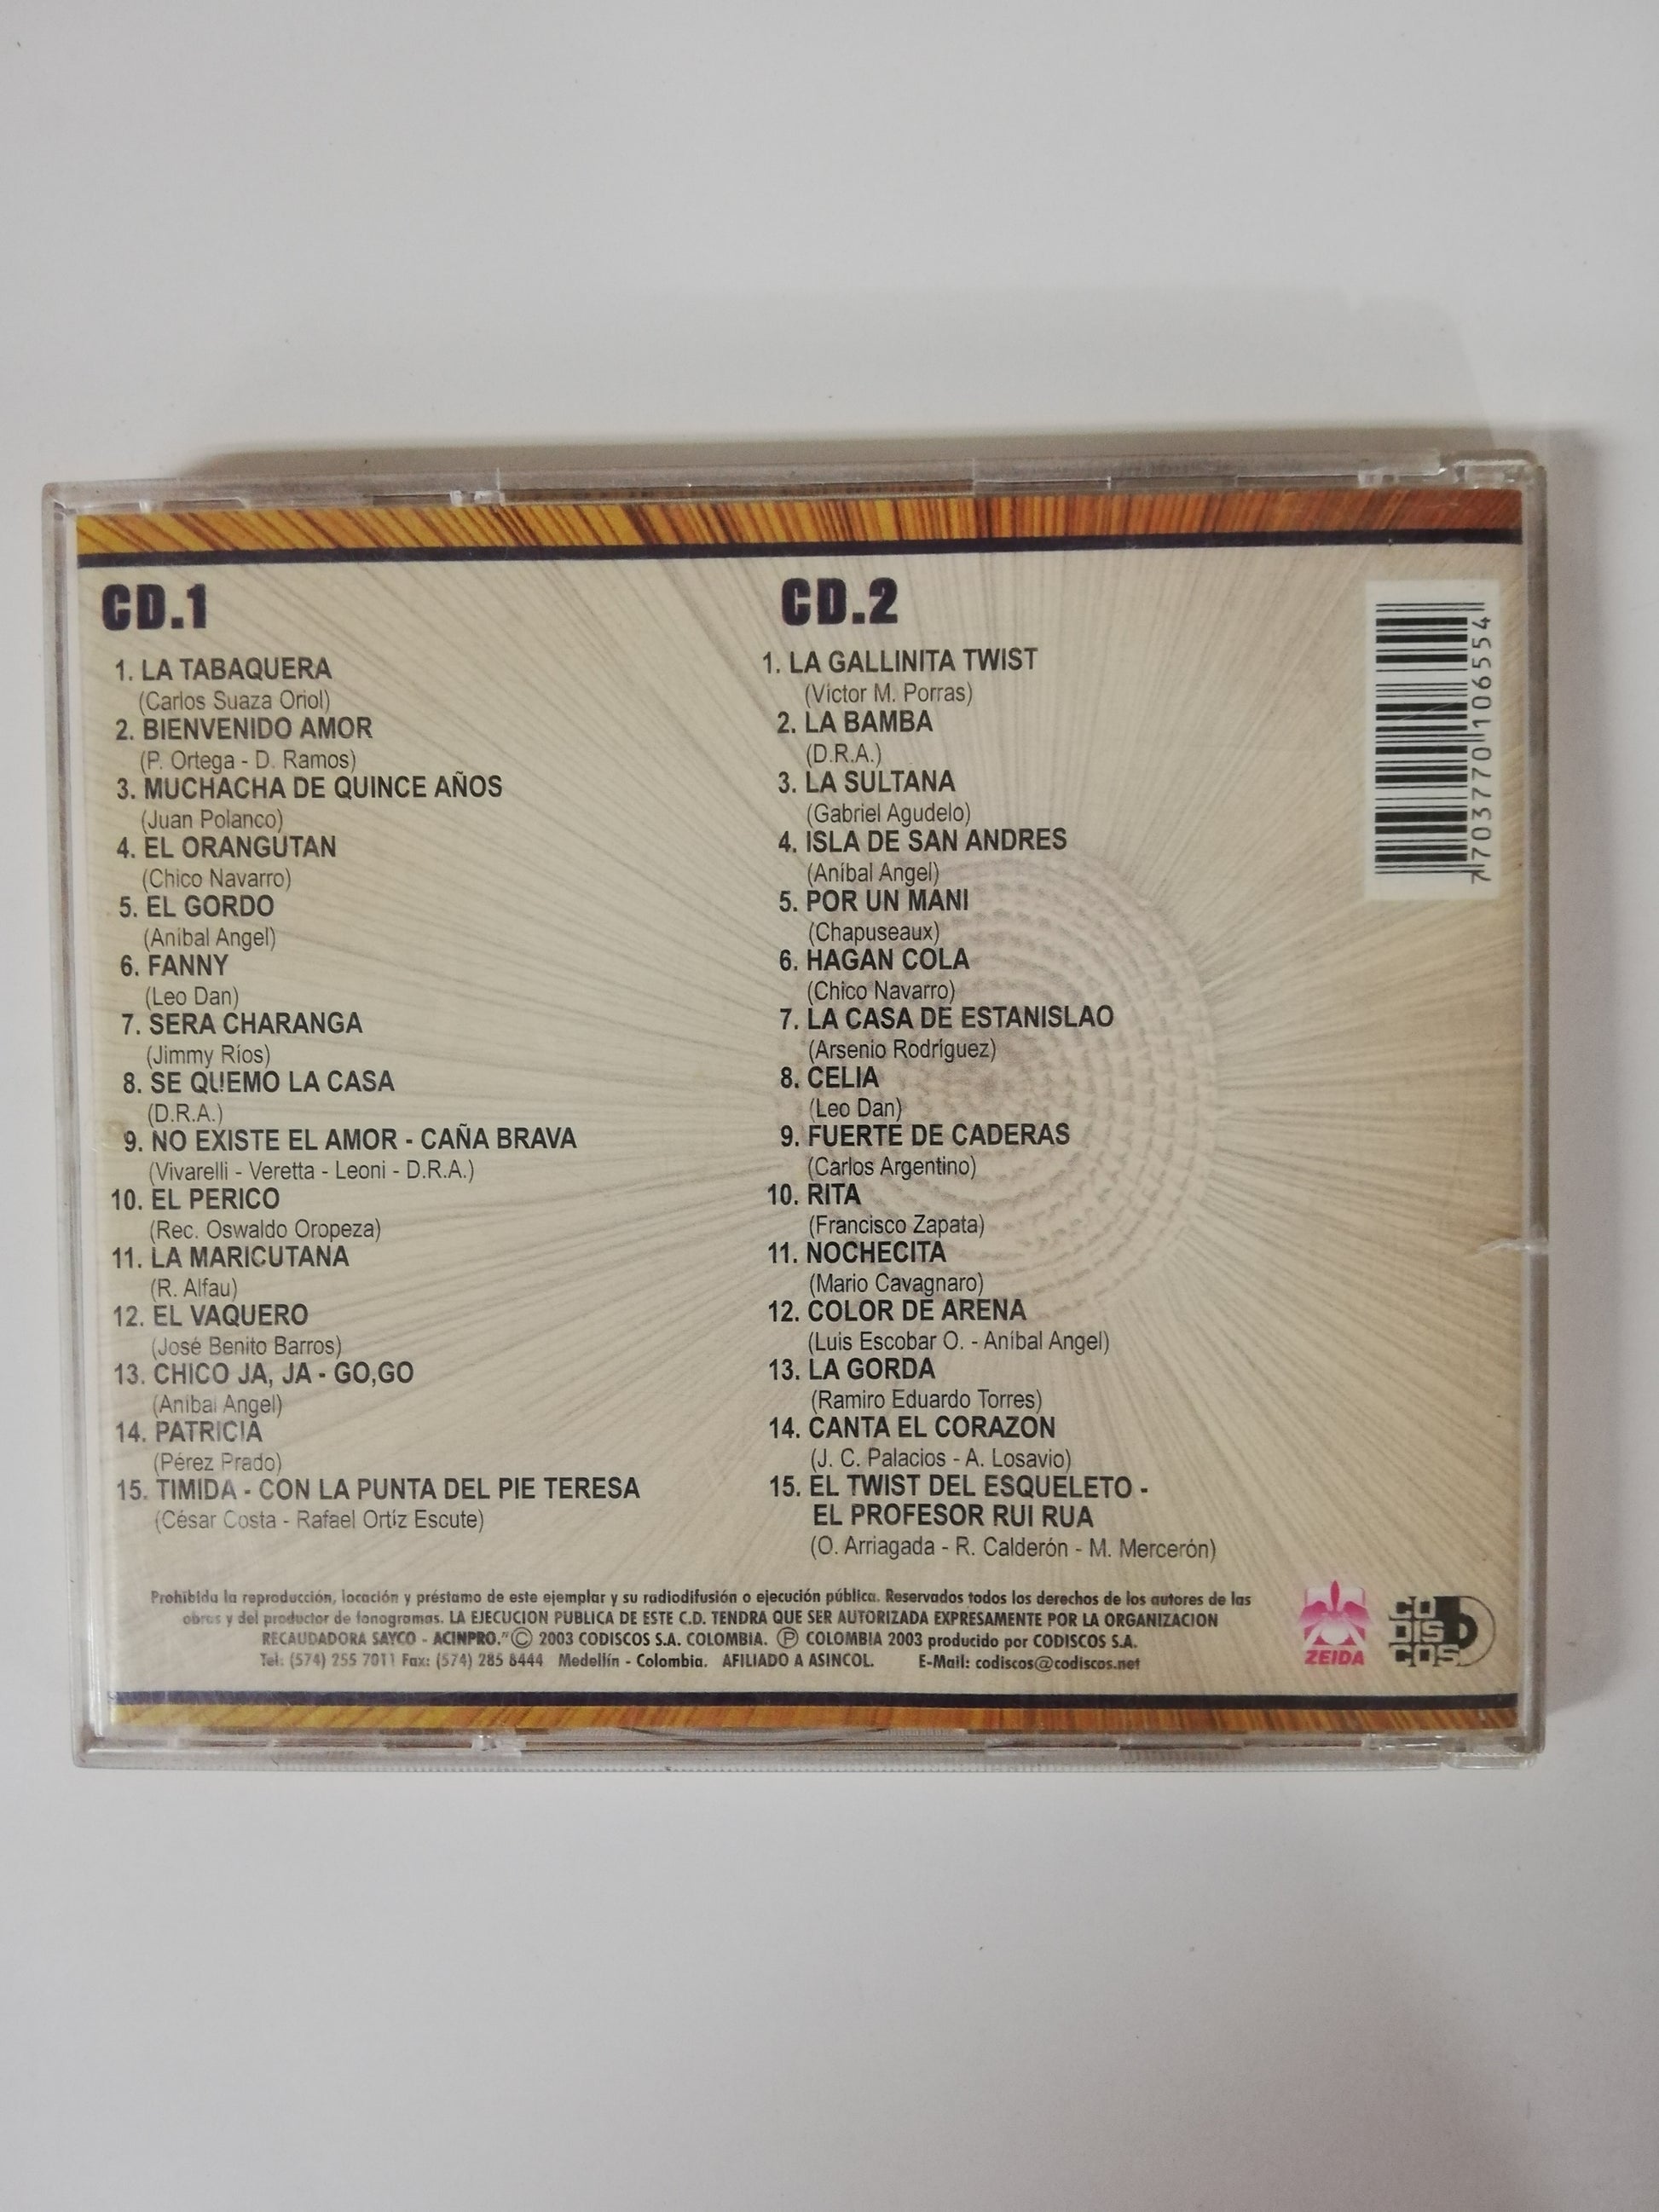 CD.1
1. LA TABAQUERA
(Carlos Suaza Oriol)
2. BIENVENIDO AMOR
(P. Ortega - D. Ramos)
3. MUCHACHA DE QUINCE AÑOS
(Juan Polanco)
4. EL ORANGUTAN
(Chico Navarro)
5. EL GORDO
(Aníbal Angel)
6. FANNY
(Leo Dan)
7. SERA CHARANGA
(Jimmy Ríos)
8. SE QUEMO LA CASA
(D.R.A.)
9. NO EXISTE EL AMOR - CAÑA BRAVA
(Vivarelli - Veretta - Leoni - D.R.A.)
10. EL PERICO
(Rec. Oswaldo Oropeza)
11. LA MARICUTANA
(R. Alfau)
12. EL VAQUERO
(José Benito Barros)
13. CHICO JA, JA - GO,GO
(Aníbal Angel)
14. PATRICIA
(Pérez Prado)
15. TIMIDA - CON LA PUNTA DEL PIE TERESA
(César Costa - Rafael Ortíz Escute)
CD.2
1. LA GALLINITA TWIST
(Víctor M. Porras)
2. LA BAMBA
(D.R.A.)
3. LA SULTANA
(Gabriel Agudelo)
4. ISLA DE SAN ANDRES
(Aníbal Angel)
5. POR UN MANI
(Chapuseaux)
6. HAGAN COLA
(Chico Navarro)
7. LA CASA DE ESTANISLAO
(Arsenio Rodríguez)
8. CELIA
(Leo Dan)
9. FUERTE DE CADERAS
(Carlos Argentino)
10. RITA
(Francisco Zapata)
11. NOCHECITA
(Mario Cavagnaro)
12. COLOR DE ARENA
(Luis Escobar O. - Aníbal Angel)
13. LA GORDA
(Ramiro Eduardo Torres)
14. CANTA EL CORAZON
(J. C. Palacios - A. Losavio)
15. EL TWIST DEL ESQUELETO -
EL PROFESOR RUI RUA
(O. Arriagada - R. Calderón - M. Mercerón)
7 703770 106554
Prohibida la reproducción, locación y préstamo de este ejemplar y su radiodifusión o ejecución pública. Reservados todos los derechos de los autores de las
obras y del productor de fonogramas. LA EJECUCION PUBLICA DE ESTE C.D. TENDRA QUE SER AUTORIZADA EXPRESAMENTE POR LA ORGANIZACION
RECAUDADORA SAYCO - ACINPRO." Ⓒ 2003 CODISCOS S.A. COLOMBIA. Ⓟ COLOMBIA 2003 producido por CODISCOS S.A.
Tel: (574) 255 7011 Fax: (574) 285 8444 Medellín - Colombia. AFILIADO A ASINCOL. E-Mail: codiscos@codiscos.net
ZEIDA
CO
DIS
COS